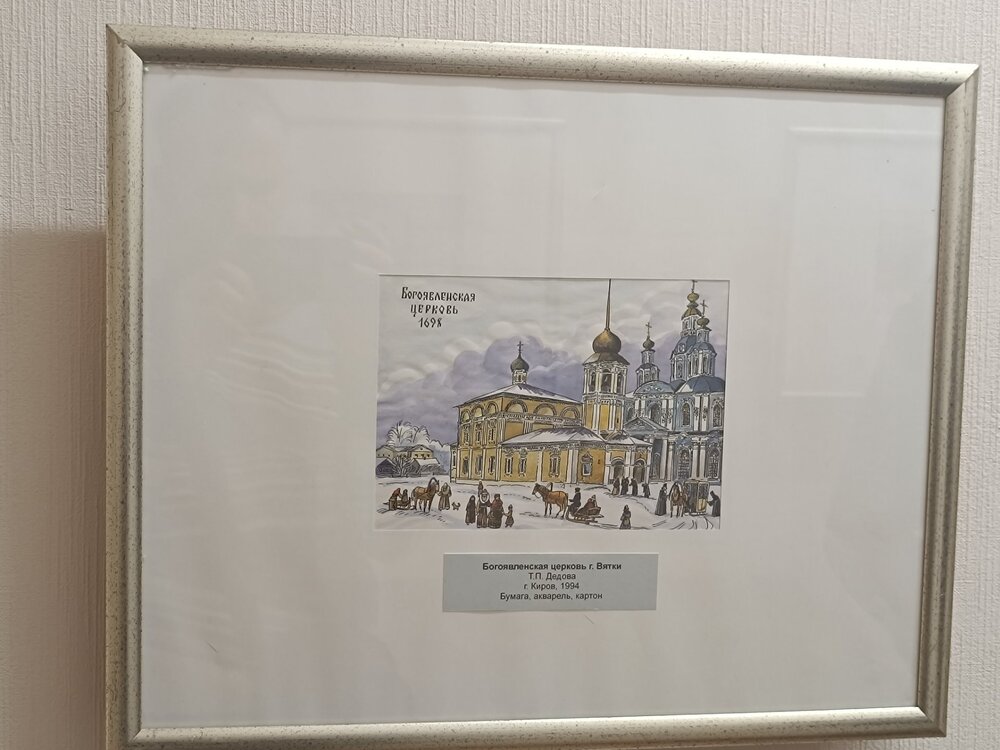 Богоявленская
церковь
1698
Богоявленская церковь г. Вятки
Т.П. Дедова
г. Киров, 1994
Бумага, акварель, картон